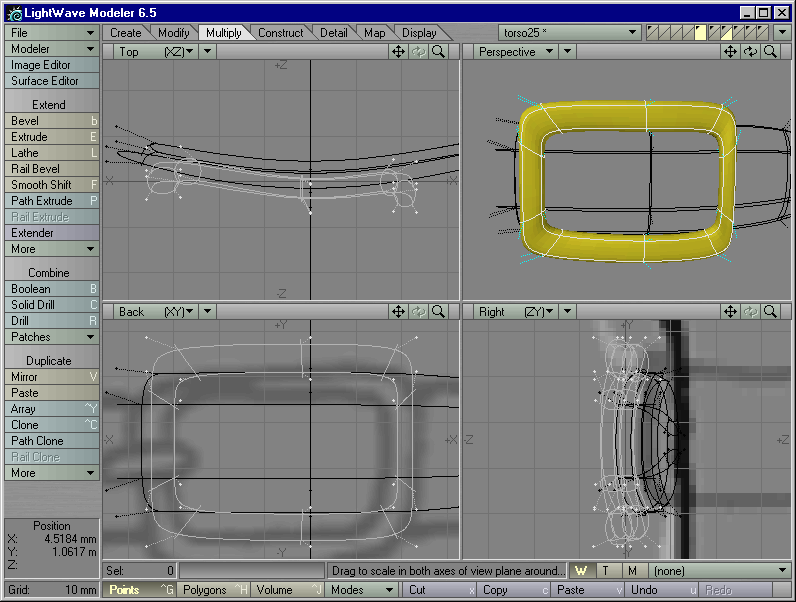 LightWave Modeler 6.5
File
Create Modify Multiply Construct Detail Map Display
torso25 *
Modeler
Image Editor
Surface Editor
Extend
Bevel b
Extrude E
Lathe L
Rail Bevel
Smooth Shift F
Path Extrude P
Rail Extrude
Extender
More
Combine
Boolean B
Solid Drill C
Drill R
Patches
Duplicate
Mirror V
Paste
Array ^Y
Clone ^C
Path Clone
Rail Clone
More
Position
X: 4.5184 mm
Y: 1.0617 m
Z:
Grid: 10 mm
Top (XZ)
+Z
-X
+X
-Z
Perspective
Back (XY)
+Y
-X
+X
-Y
Right (ZY)
+Y
-Z
+Z
-Y
Sel: 0
Drag to scale in both axes of view plane around...
W T M (none)
Points ^G Polygons ^H Volume ^J Modes Cut x Copy c Paste v Undo u Redo